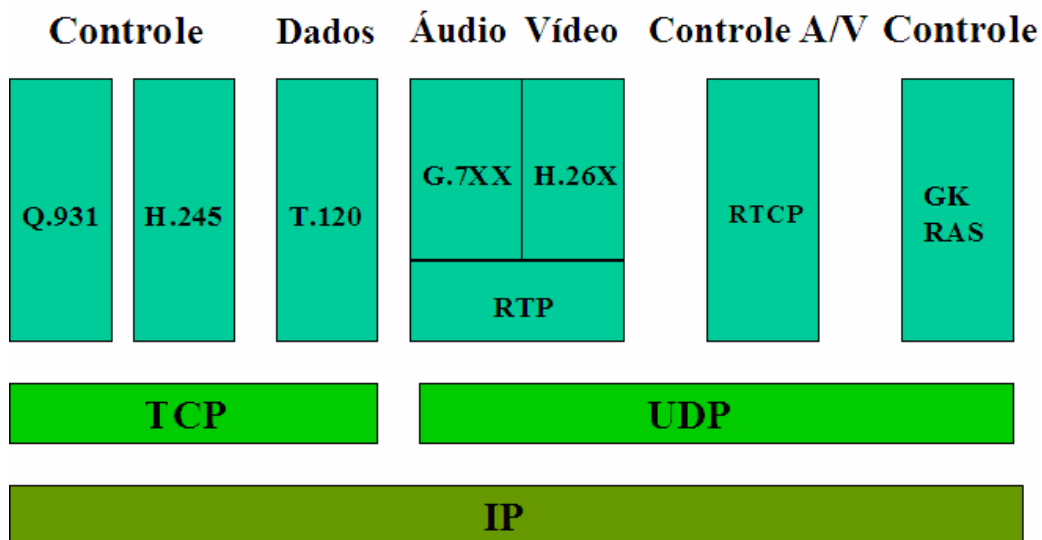 Controle Dados Áudio Vídeo Controle A/V Controle
Q.931 H.245 T.120 G.7XX H.26X RTCP GK
RAS
RTP
TCP UDP
IP